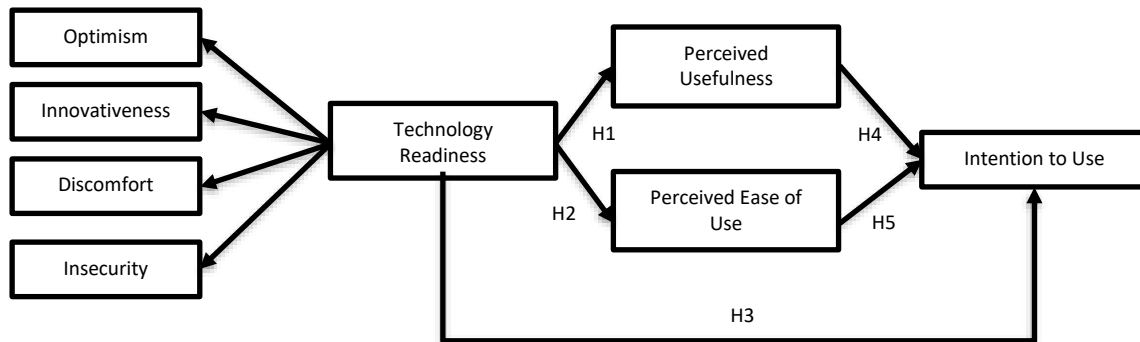 Optimism
Innovativeness
Discomfort
Insecurity
Technology
Readiness
H1
H2
Perceived
Usefulness
Perceived Ease of
Use
H4
H5
Intention to Use
H3